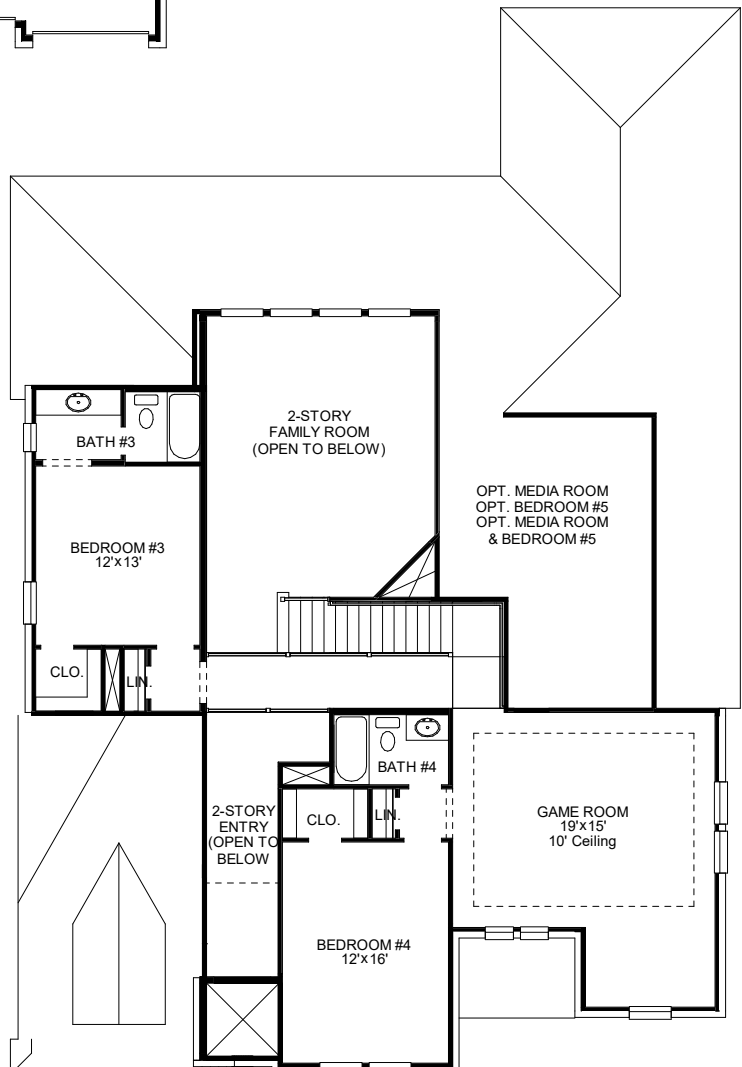 2-STORY
FAMILY ROOM
(OPEN TO BELOW)
BATH #3
OPT. MEDIA ROOM
OPT. BEDROOM #5
OPT. MEDIA ROOM
& BEDROOM #5
BEDROOM #3
12'x13'
CLO.
LIN.
BATH #4
2-STORY
ENTRY
(OPEN TO
BELOW
CLO.
LIN.
GAME ROOM
19'x15'
10' Ceiling
BEDROOM #4
12'x16'